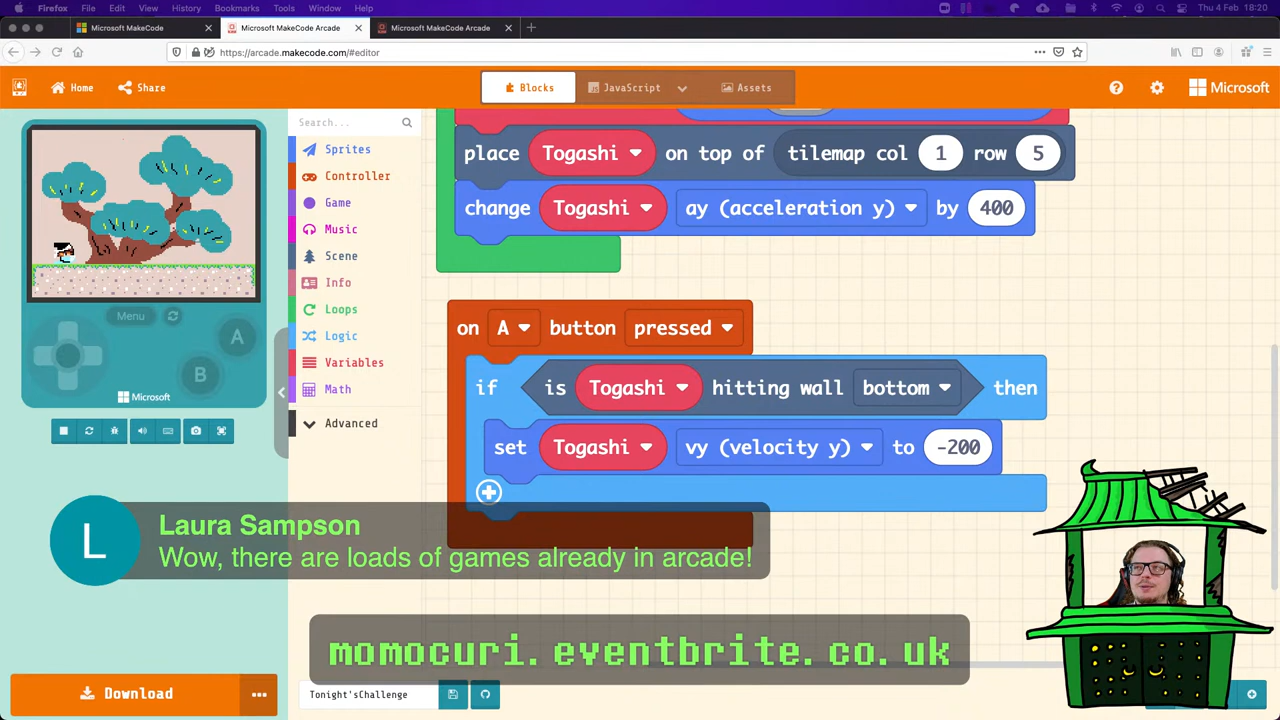 Firefox File Edit View History Bookmarks Tools Window Help
Thu 4 Feb 18:20
Microsoft MakeCode
Microsoft MakeCode Arcade
Microsoft MakeCode Arcade
https://arcade.makecode.com/#editor
Home
Share
Blocks
JavaScript
Assets
Microsoft
Search...
Sprites
Controller
Game
Music
Scene
Info
Loops
Logic
Variables
Math
Advanced
Menu
A
B
Microsoft
place Togashi on top of tilemap col 1 row 5
change Togashi ay (acceleration y) by 400
on A button pressed
if is Togashi hitting wall bottom then
set Togashi vy (velocity y) to -200
L
Laura Sampson
Wow, there are loads of games already in arcade!
momocuri.eventbrite.co.uk
Download
Tonight'sChallenge